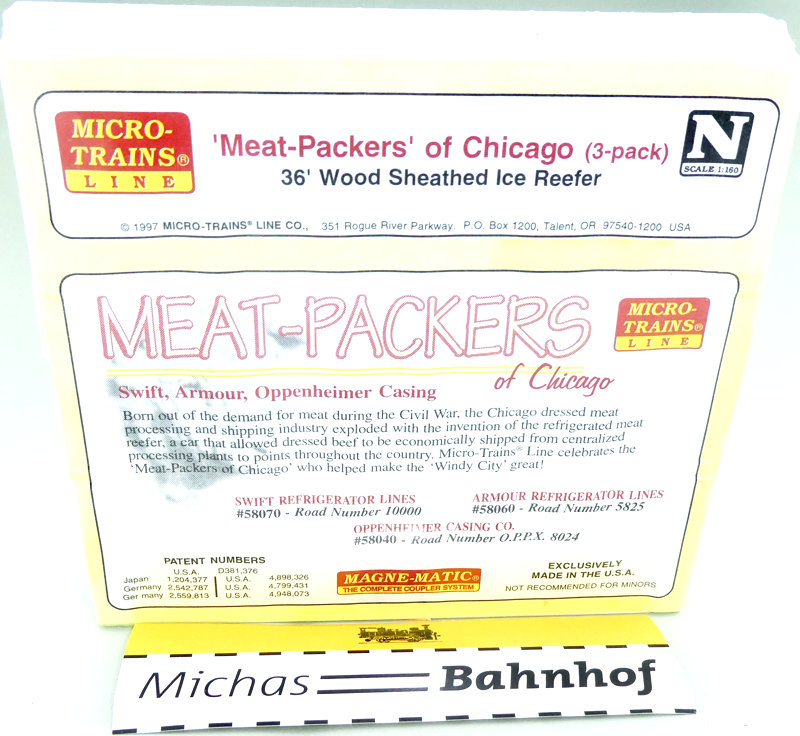 MICRO-
TRAINS®
LINE
'Meat-Packers' of Chicago (3-pack)
36' Wood Sheathed Ice Reefer
N
SCALE 1:160
© 1997 MICRO-TRAINS® LINE CO., 351 Rogue River Parkway. P.O. Box 1200, Talent, OR 97540-1200 USA
MEAT-PACKERS
of Chicago
MICRO-
TRAINS®
LINE
Swift, Armour, Oppenheimer Casing
Born out of the demand for meat during the Civil War, the Chicago dressed meat
processing and shipping industry exploded with the invention of the refrigerated meat
reefer, a car that allowed dressed beef to be economically shipped from centralized
processing plants to points throughout the country. Micro-Trains® Line celebrates the
'Meat-Packers of Chicago' who helped make the 'Windy City' great!
SWIFT REFRIGERATOR LINES
#58070 - Road Number 10000
ARMOUR REFRIGERATOR LINES
#58060 - Road Number 5825
OPPENHEIMER CASING CO.
#58040 - Road Number O.P.P.X. 8024
PATENT NUMBERS
U.S.A. D381,376
Japan 1,204,377 U.S.A. 4,898,326
Germany 2,542,787 U.S.A. 4,799,431
Germany 2,559,813 U.S.A. 4,948,073
MAGNE-MATIC®
THE COMPLETE COUPLER SYSTEM
EXCLUSIVELY
MADE IN THE U.S.A.
NOT RECOMMENDED FOR MINORS
Michas Bahnhof